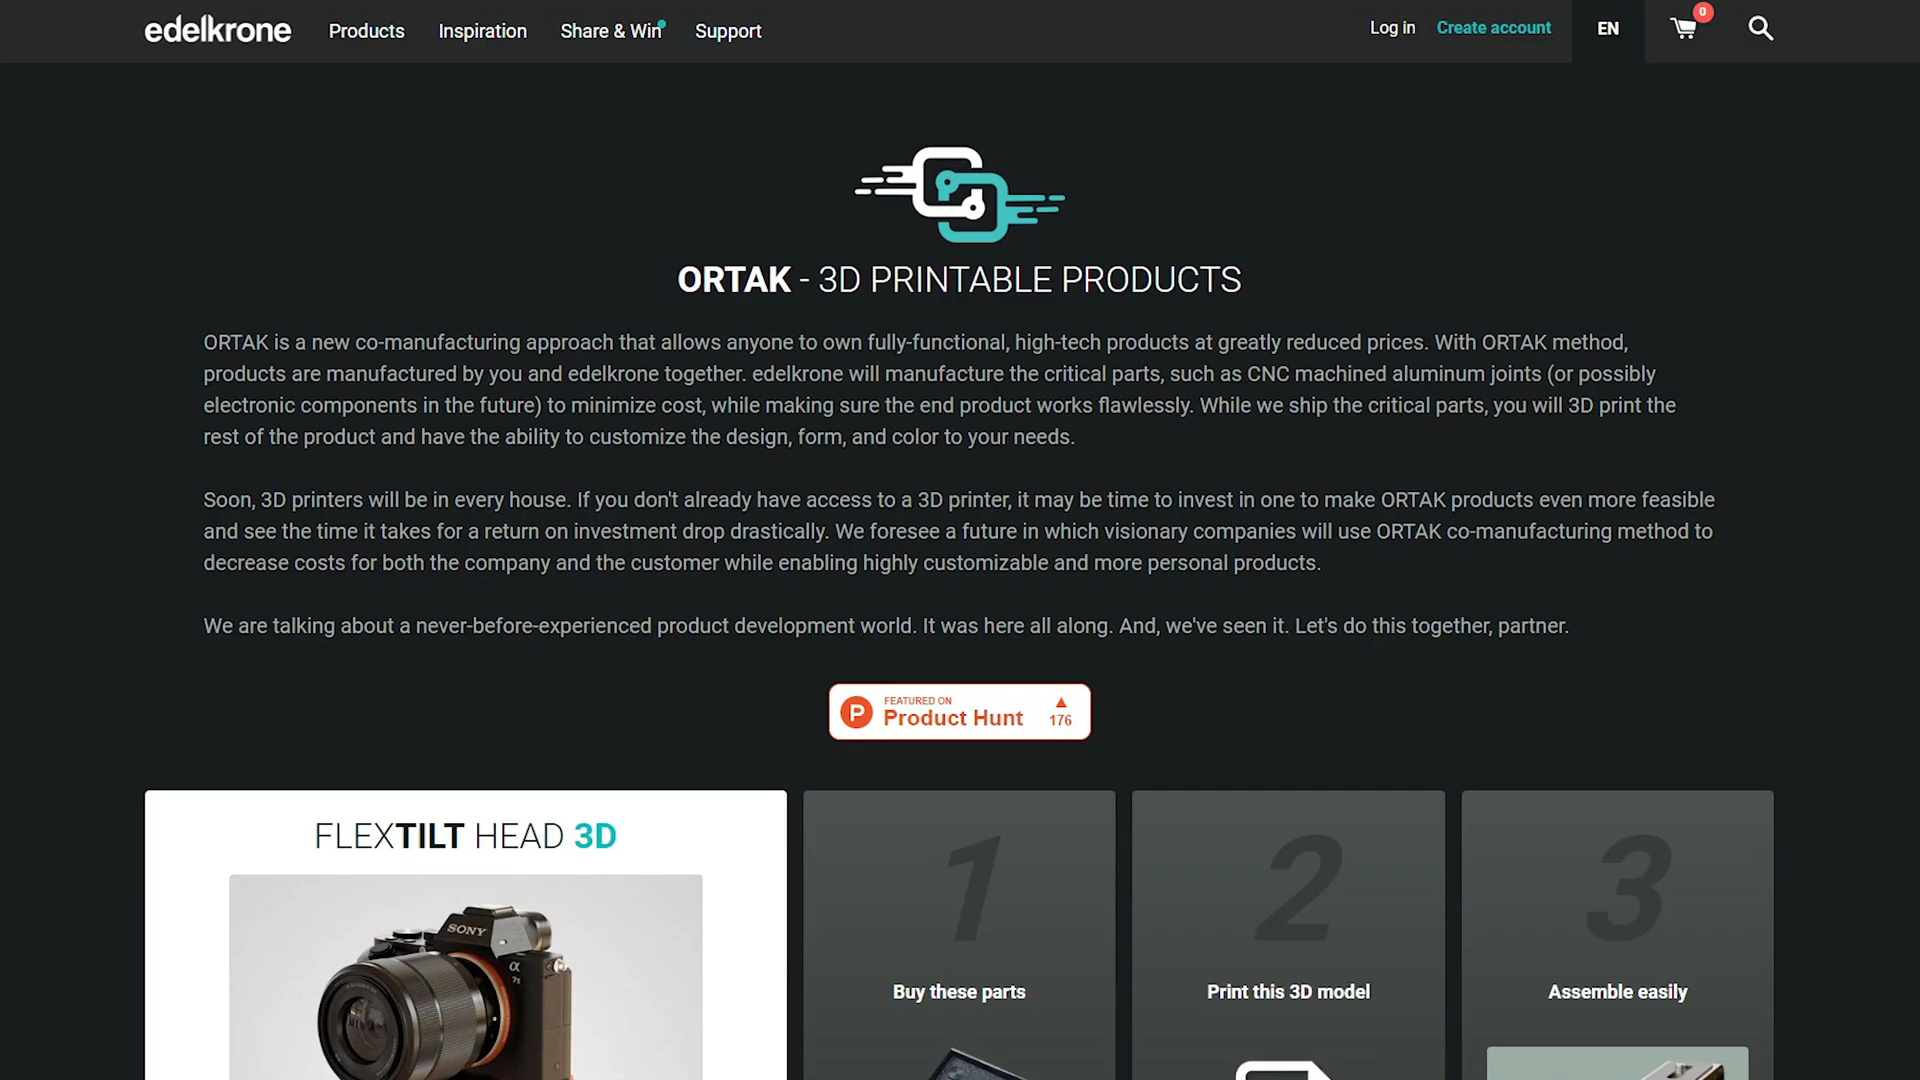 edelkrone
Products
Inspiration
Share & Win
Support
Log in
Create account
EN
0
ORTAK - 3D PRINTABLE PRODUCTS
ORTAK is a new co-manufacturing approach that allows anyone to own fully-functional, high-tech products at greatly reduced prices. With ORTAK method,
products are manufactured by you and edelkrone together. edelkrone will manufacture the critical parts, such as CNC machined aluminum joints (or possibly
electronic components in the future) to minimize cost, while making sure the end product works flawlessly. While we ship the critical parts, you will 3D print the
rest of the product and have the ability to customize the design, form, and color to your needs.
Soon, 3D printers will be in every house. If you don't already have access to a 3D printer, it may be time to invest in one to make ORTAK products even more feasible
and see the time it takes for a return on investment drop drastically. We foresee a future in which visionary companies will use ORTAK co-manufacturing method to
decrease costs for both the company and the customer while enabling highly customizable and more personal products.
We are talking about a never-before-experienced product development world. It was here all along. And, we've seen it. Let's do this together, partner.
P
FEATURED ON
Product Hunt
176
FLEXTILT HEAD 3D
SONY
α
7II
1
Buy these parts
2
Print this 3D model
3
Assemble easily